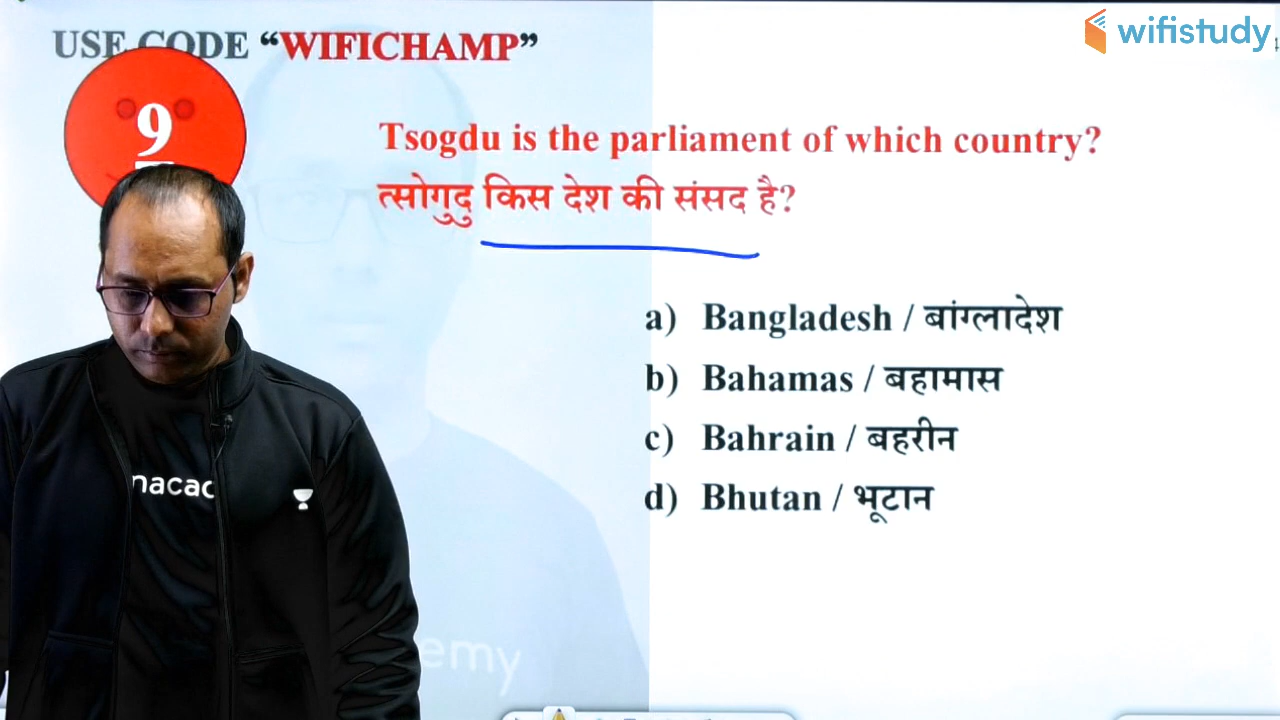 USE CODE “WIFICHAMP”
wifistudy
9
Tsogdu is the parliament of which country?
त्सोगुदु किस देश की संसद है?
a) Bangladesh / बांग्लादेश
b) Bahamas / बहामास
c) Bahrain / बहरीन
d) Bhutan / भूटान
nacac
emy